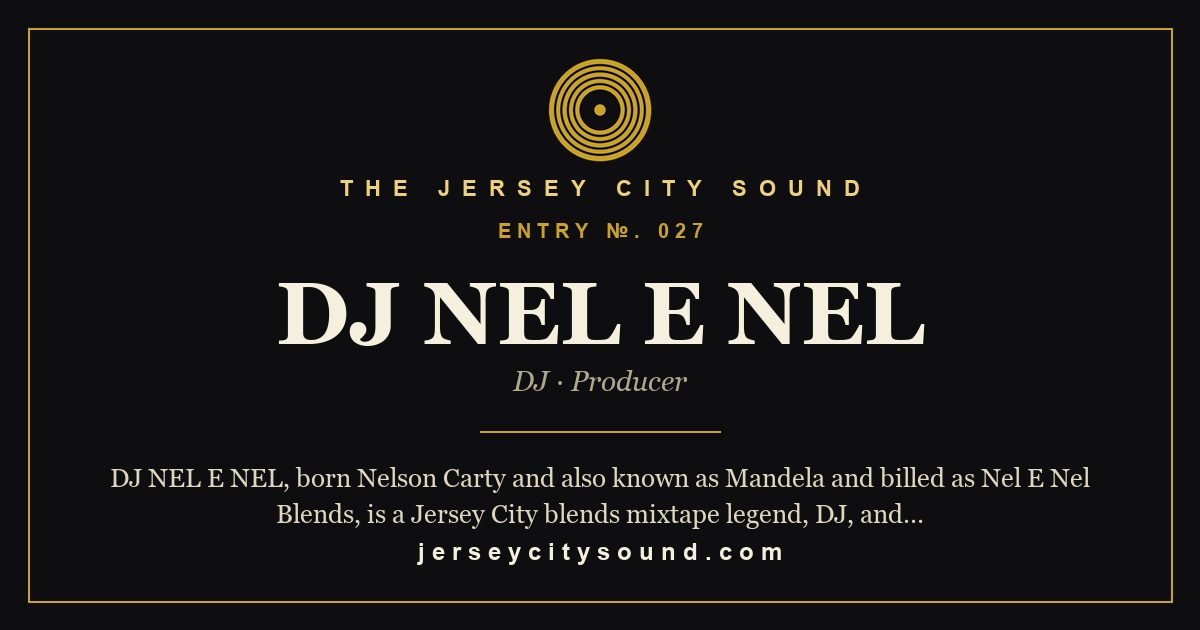 THE JERSEY CITY SOUND
ENTRY №. 027
DJ NEL E NEL
DJ · Producer
DJ NEL E NEL, born Nelson Carty and also known as Mandela and billed as Nel E Nel
Blends, is a Jersey City blends mixtape legend, DJ, and...
jerseycitysound.com